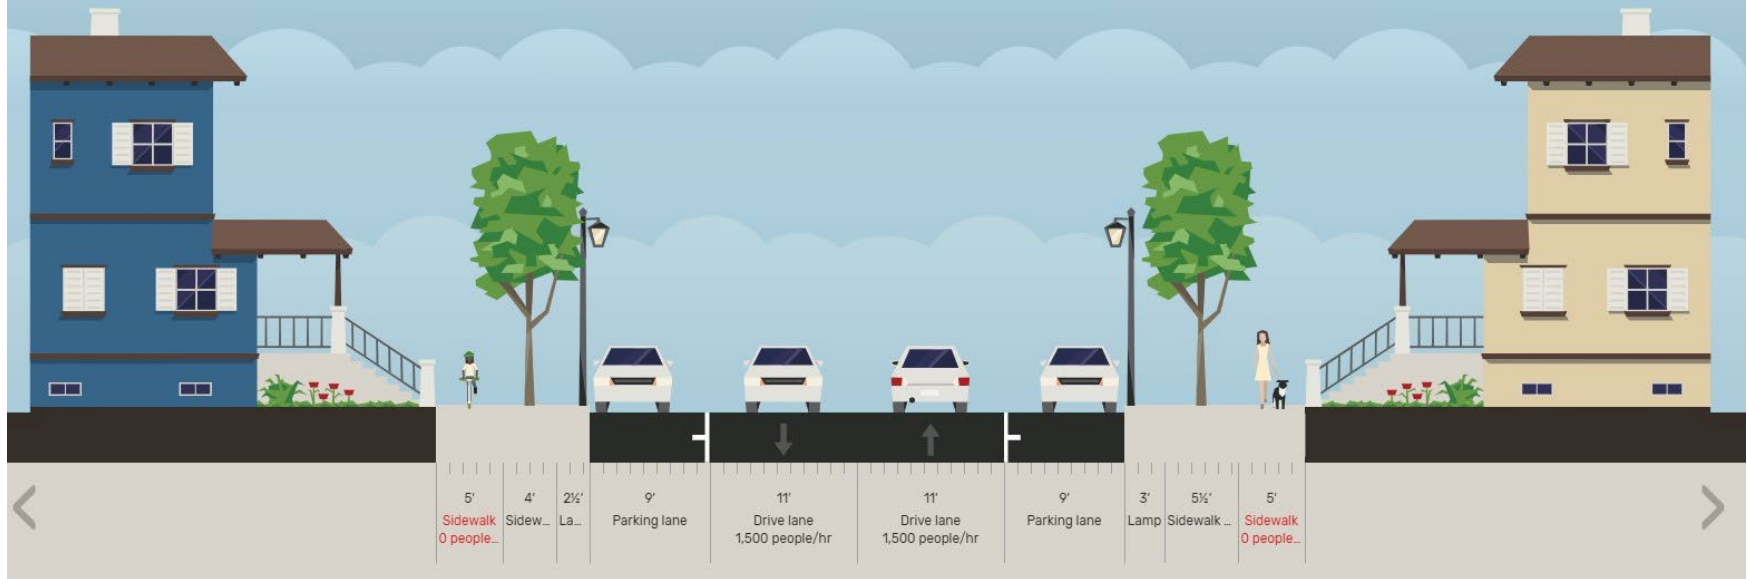 5' 4' 2½' 9' 11' 11' 9' 3' 5½' 5'
Sidewalk Sidew... La... Parking lane Drive lane Drive lane Parking lane Lamp Sidewalk ... Sidewalk
0 people... 1,500 people/hr 1,500 people/hr 0 people...